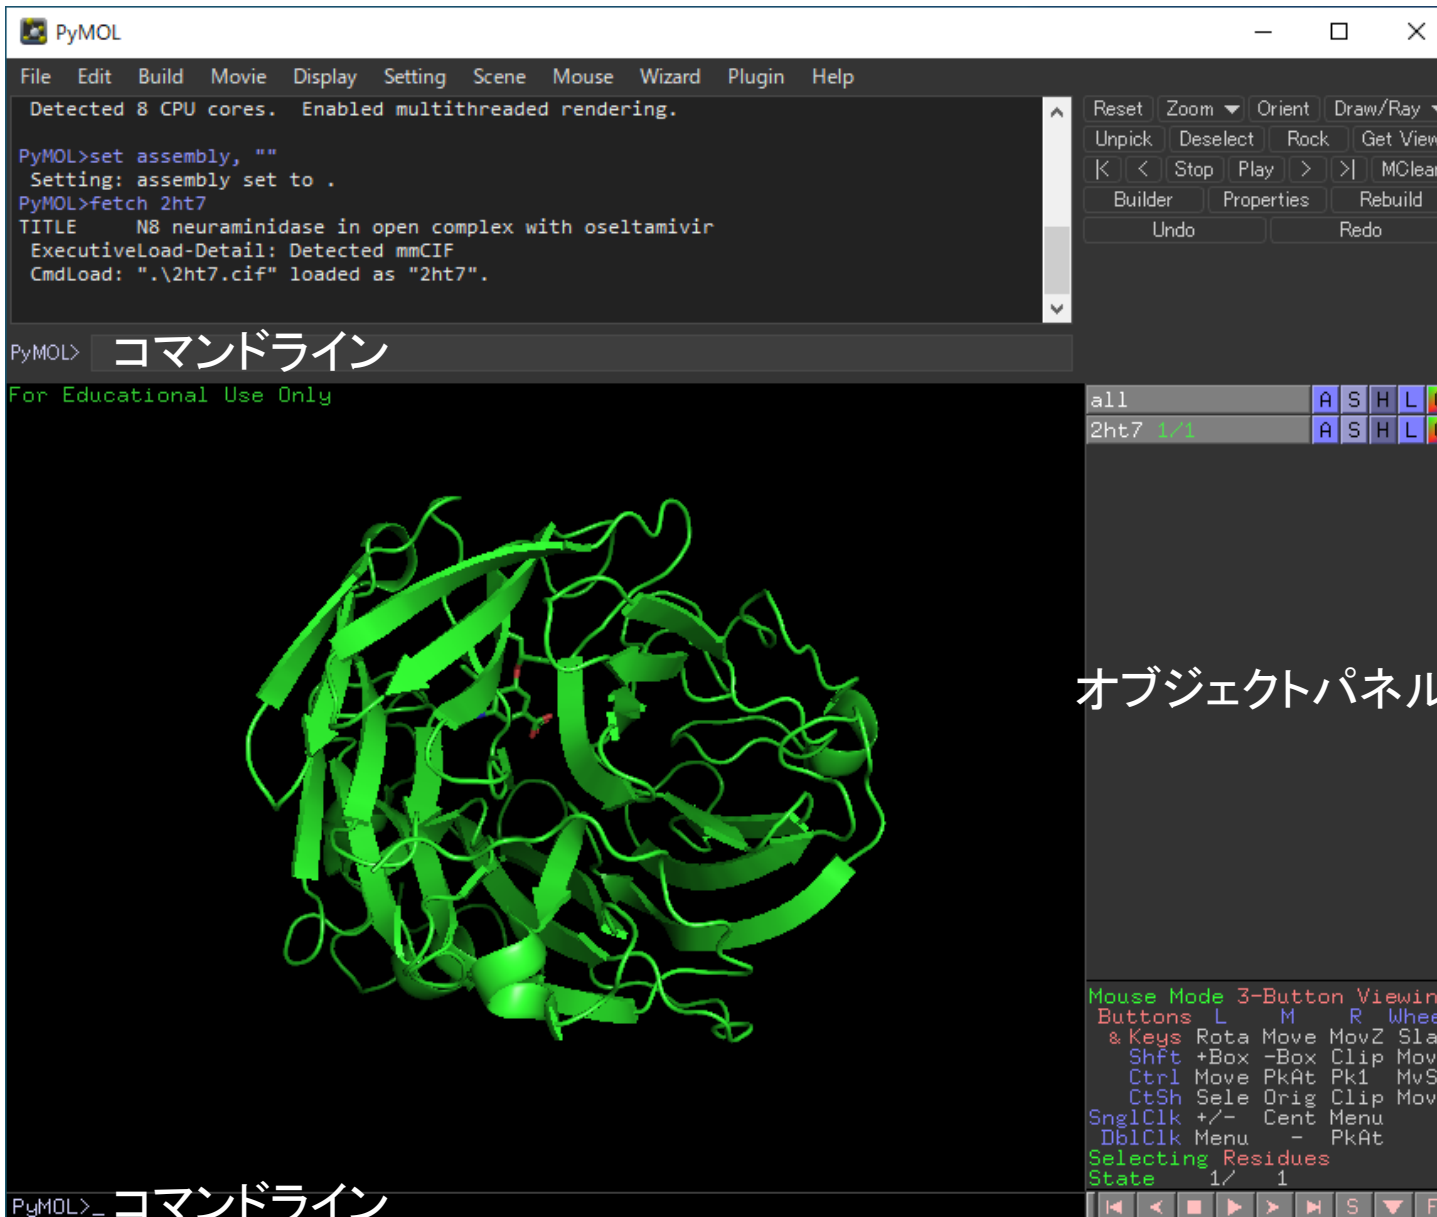 PyMOL
File Edit Build Movie Display Setting Scene Mouse Wizard Plugin Help
Detected 8 CPU cores.  Enabled multithreaded rendering.
PyMOL>set assembly, ""
Setting: assembly set to .
PyMOL>fetch 2ht7
TITLE     N8 neuraminidase in open complex with oseltamivir
ExecutiveLoad-Detail: Detected mmCIF
CmdLoad: ".\2ht7.cif" loaded as "2ht7".
Reset Zoom Orient Draw/Ray
Unpick Deselect Rock Get View
|< < Stop Play > >| MClear
Builder Properties Rebuild
Undo Redo
PyMOL> コマンドライン
For Educational Use Only
all A S H L
2ht7 1/1 A S H L
オブジェクトパネル
Mouse Mode 3-Button Viewin
Buttons L M R Whee
& Keys Rota Move MovZ Sla
Shft +Box -Box Clip Mov
Ctrl Move PkAt Pk1 MvS
CtSh Sele Orig Clip Mov
SnglClk +/- Cent Menu
DblClk Menu - PkAt
Selecting Residues
State 1/ 1
PyMOL>_ コマンドライン
S F